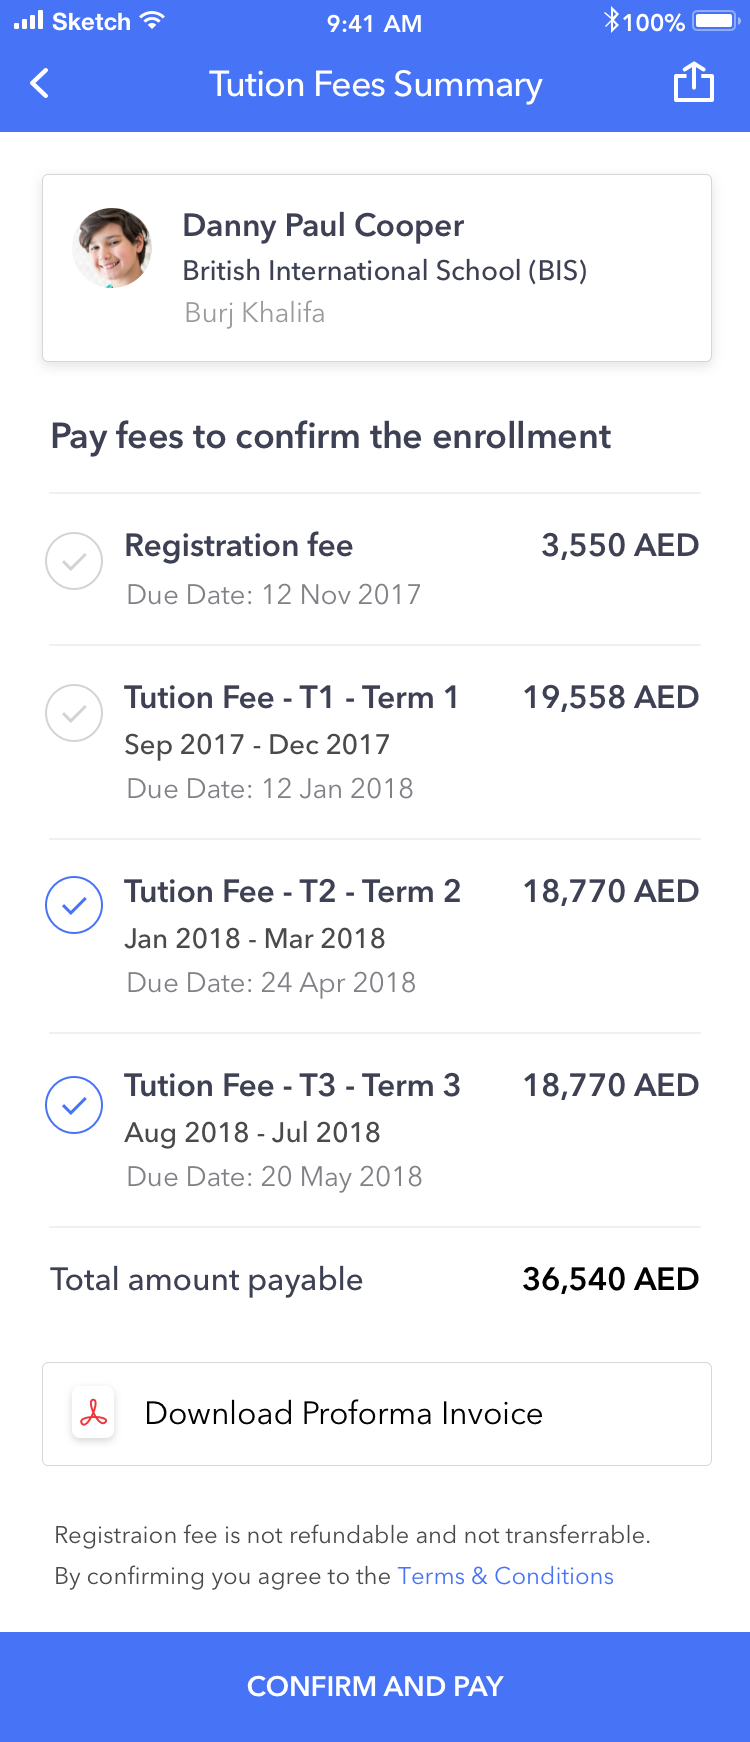 Sketch 9:41 AM 100%
Tution Fees Summary
Danny Paul Cooper
British International School (BIS)
Burj Khalifa
Pay fees to confirm the enrollment
Registration fee 3,550 AED
Due Date: 12 Nov 2017
Tution Fee - T1 - Term 1 19,558 AED
Sep 2017 - Dec 2017
Due Date: 12 Jan 2018
Tution Fee - T2 - Term 2 18,770 AED
Jan 2018 - Mar 2018
Due Date: 24 Apr 2018
Tution Fee - T3 - Term 3 18,770 AED
Aug 2018 - Jul 2018
Due Date: 20 May 2018
Total amount payable 36,540 AED
Download Proforma Invoice
Registraion fee is not refundable and not transferrable.
By confirming you agree to the Terms & Conditions
CONFIRM AND PAY